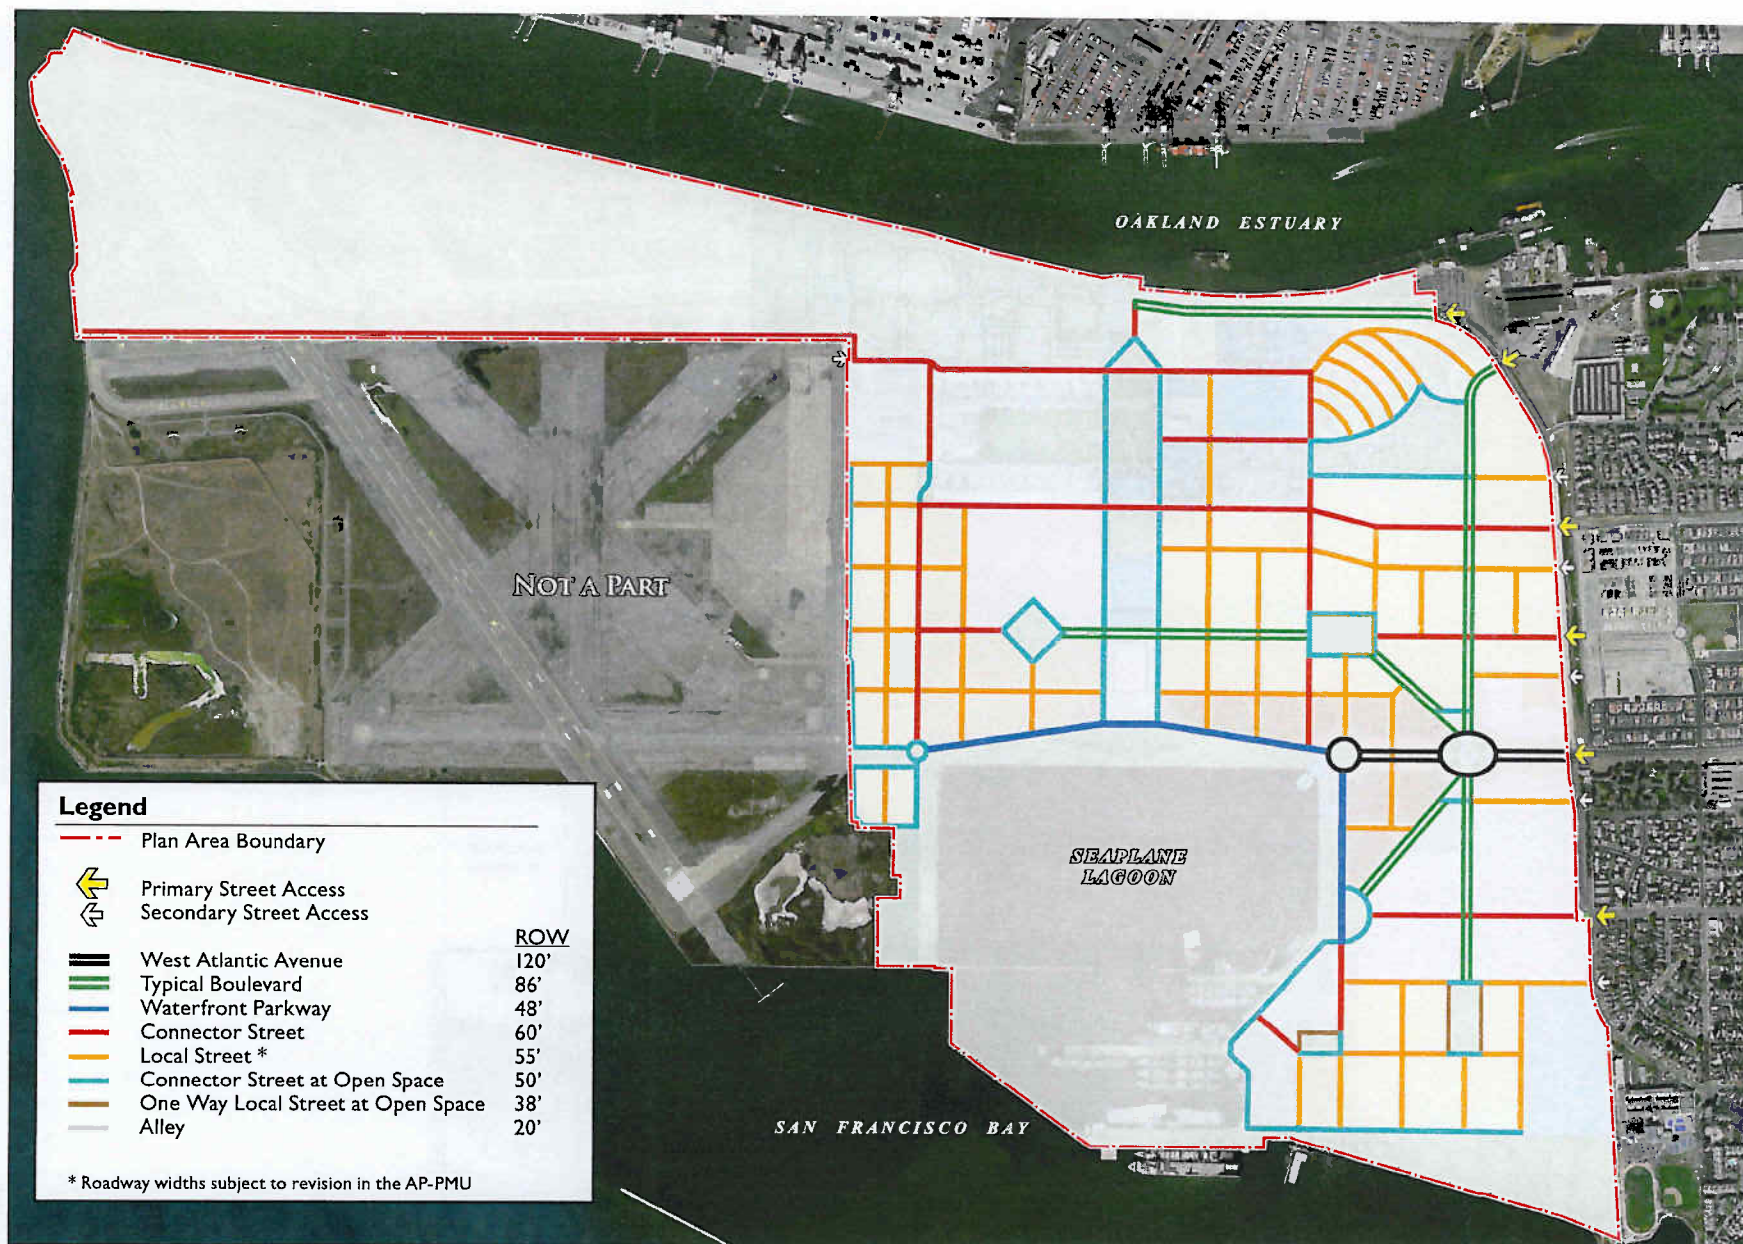 OAKLAND ESTUARY
NOT A PART
SEAPLANE
LAGOON
SAN FRANCISCO BAY
Legend
Plan Area Boundary
Primary Street Access
Secondary Street Access
ROW
West Atlantic Avenue 120'
Typical Boulevard 86'
Waterfront Parkway 48'
Connector Street 60'
Local Street * 55'
Connector Street at Open Space 50'
One Way Local Street at Open Space 38'
Alley 20'
* Roadway widths subject to revision in the AP-PMU